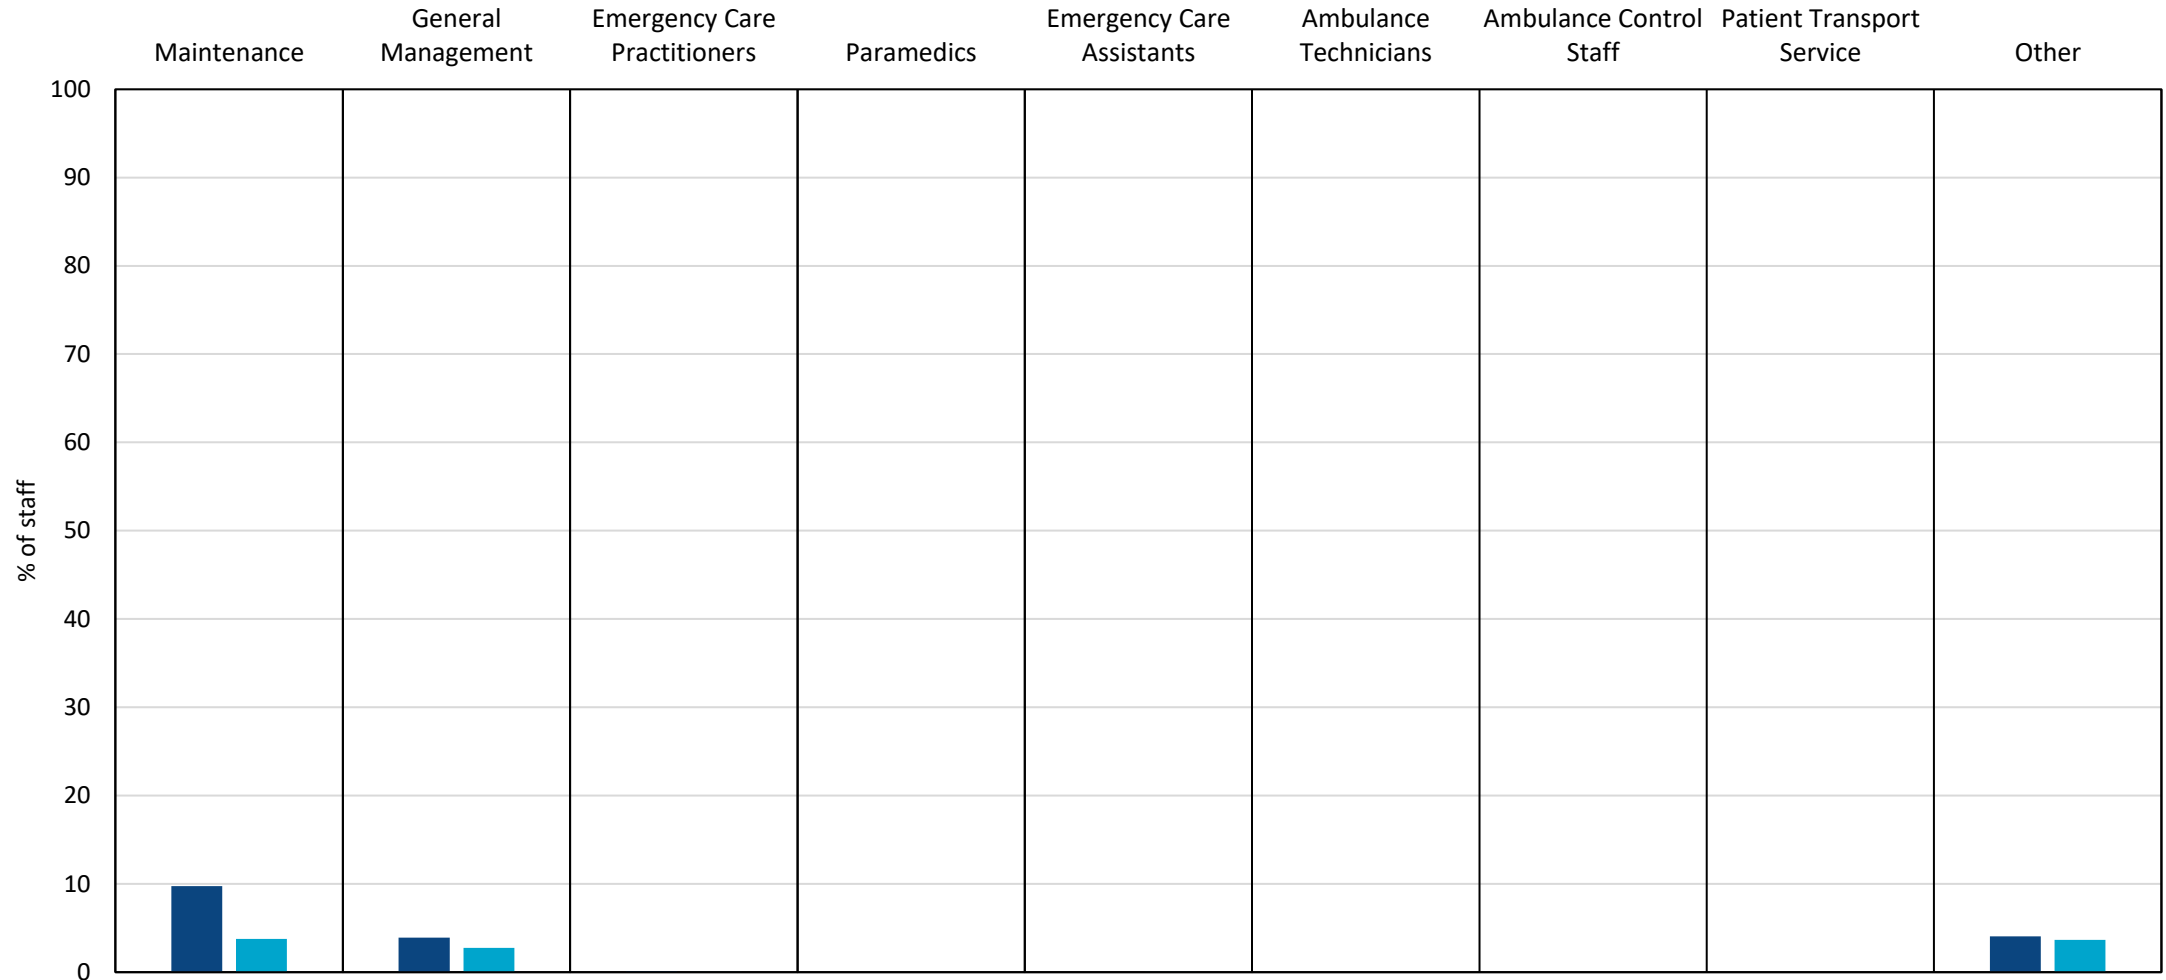 Maintenance
General
Management
Emergency Care
Practitioners
Paramedics
Emergency Care
Assistants
Ambulance
Technicians
Ambulance Control
Staff
Patient Transport
Service
Other
100
90
80
70
60
50
40
30
20
10
0
% of staff